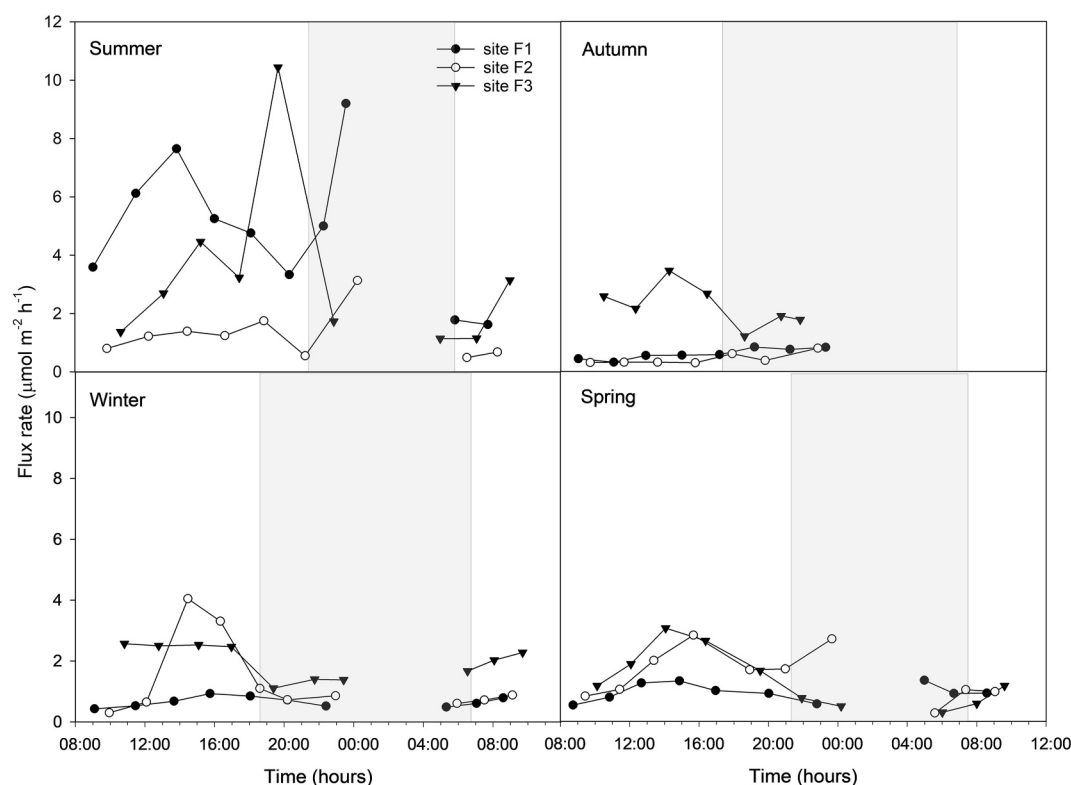 Flux rate (μmol m⁻² h⁻¹)
12
10
8
6
4
2
0
Summer
site F1
site F2
site F3
Autumn
10
8
6
4
2
0
Winter
Spring
08:00 12:00 16:00 20:00 00:00 04:00 08:00
08:00 12:00 16:00 20:00 00:00 04:00 08:00 12:00
Time (hours)
Time (hours)